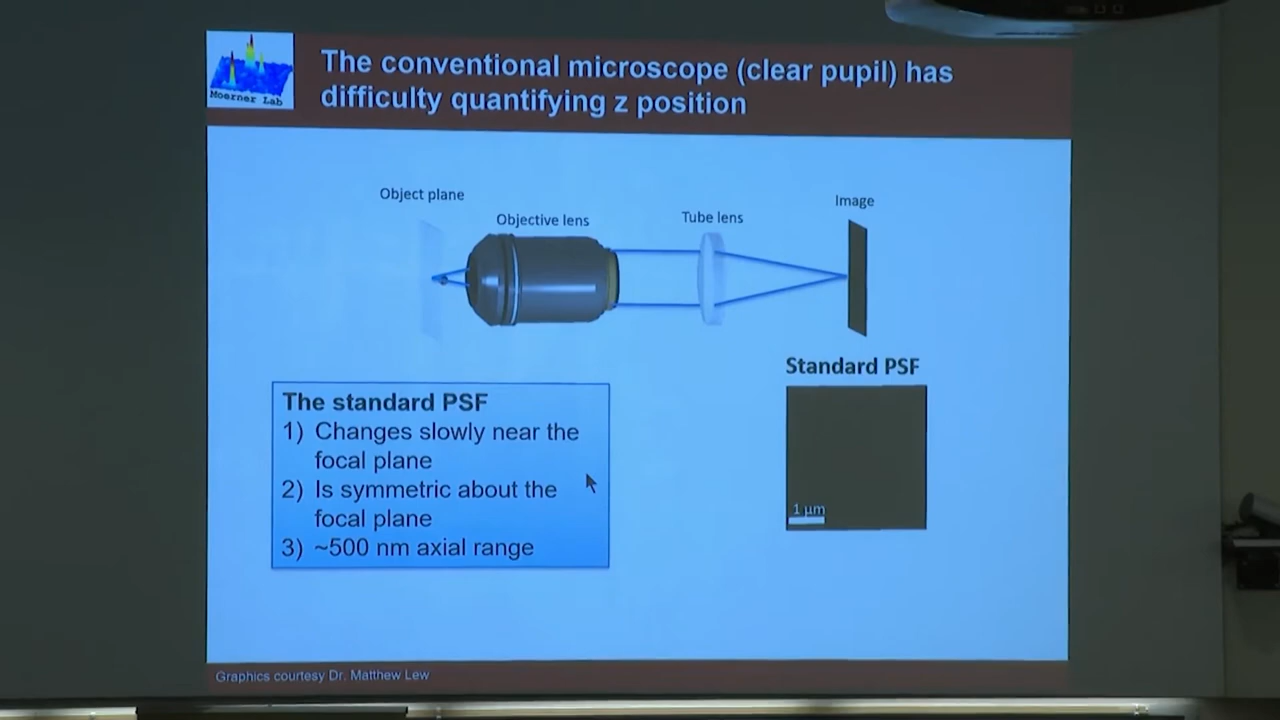 Moerner Lab
The conventional microscope (clear pupil) has
difficulty quantifying z position
Object plane
Objective lens
Tube lens
Image
Standard PSF
1 µm
The standard PSF
1) Changes slowly near the
focal plane
2) Is symmetric about the
focal plane
3) ~500 nm axial range
Graphics courtesy Dr. Matthew Lew